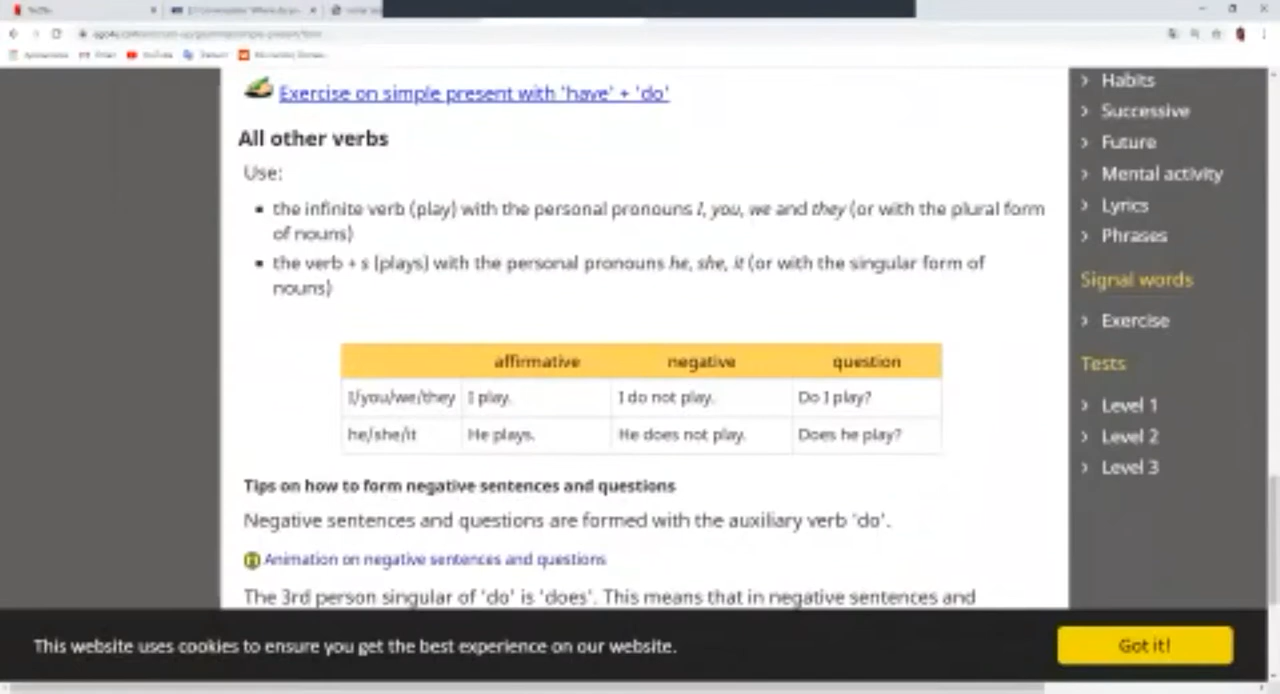 YouTube
Exercise on simple present with 'have' + 'do'
All other verbs
Use:
the infinite verb (play) with the personal pronouns I, you, we and they (or with the plural form
of nouns)
the verb + s (plays) with the personal pronouns he, she, it (or with the singular form of
nouns)
affirmative negative question
I/you/we/they I play. I do not play. Do I play?
he/she/it He plays. He does not play. Does he play?
Tips on how to form negative sentences and questions
Negative sentences and questions are formed with the auxiliary verb 'do'.
Animation on negative sentences and questions
The 3rd person singular of 'do' is 'does'. This means that in negative sentences and
Habits
Successive
Future
Mental activity
Lyrics
Phrases
Signal words
Exercise
Tests
Level 1
Level 2
Level 3
This website uses cookies to ensure you get the best experience on our website.
Got it!